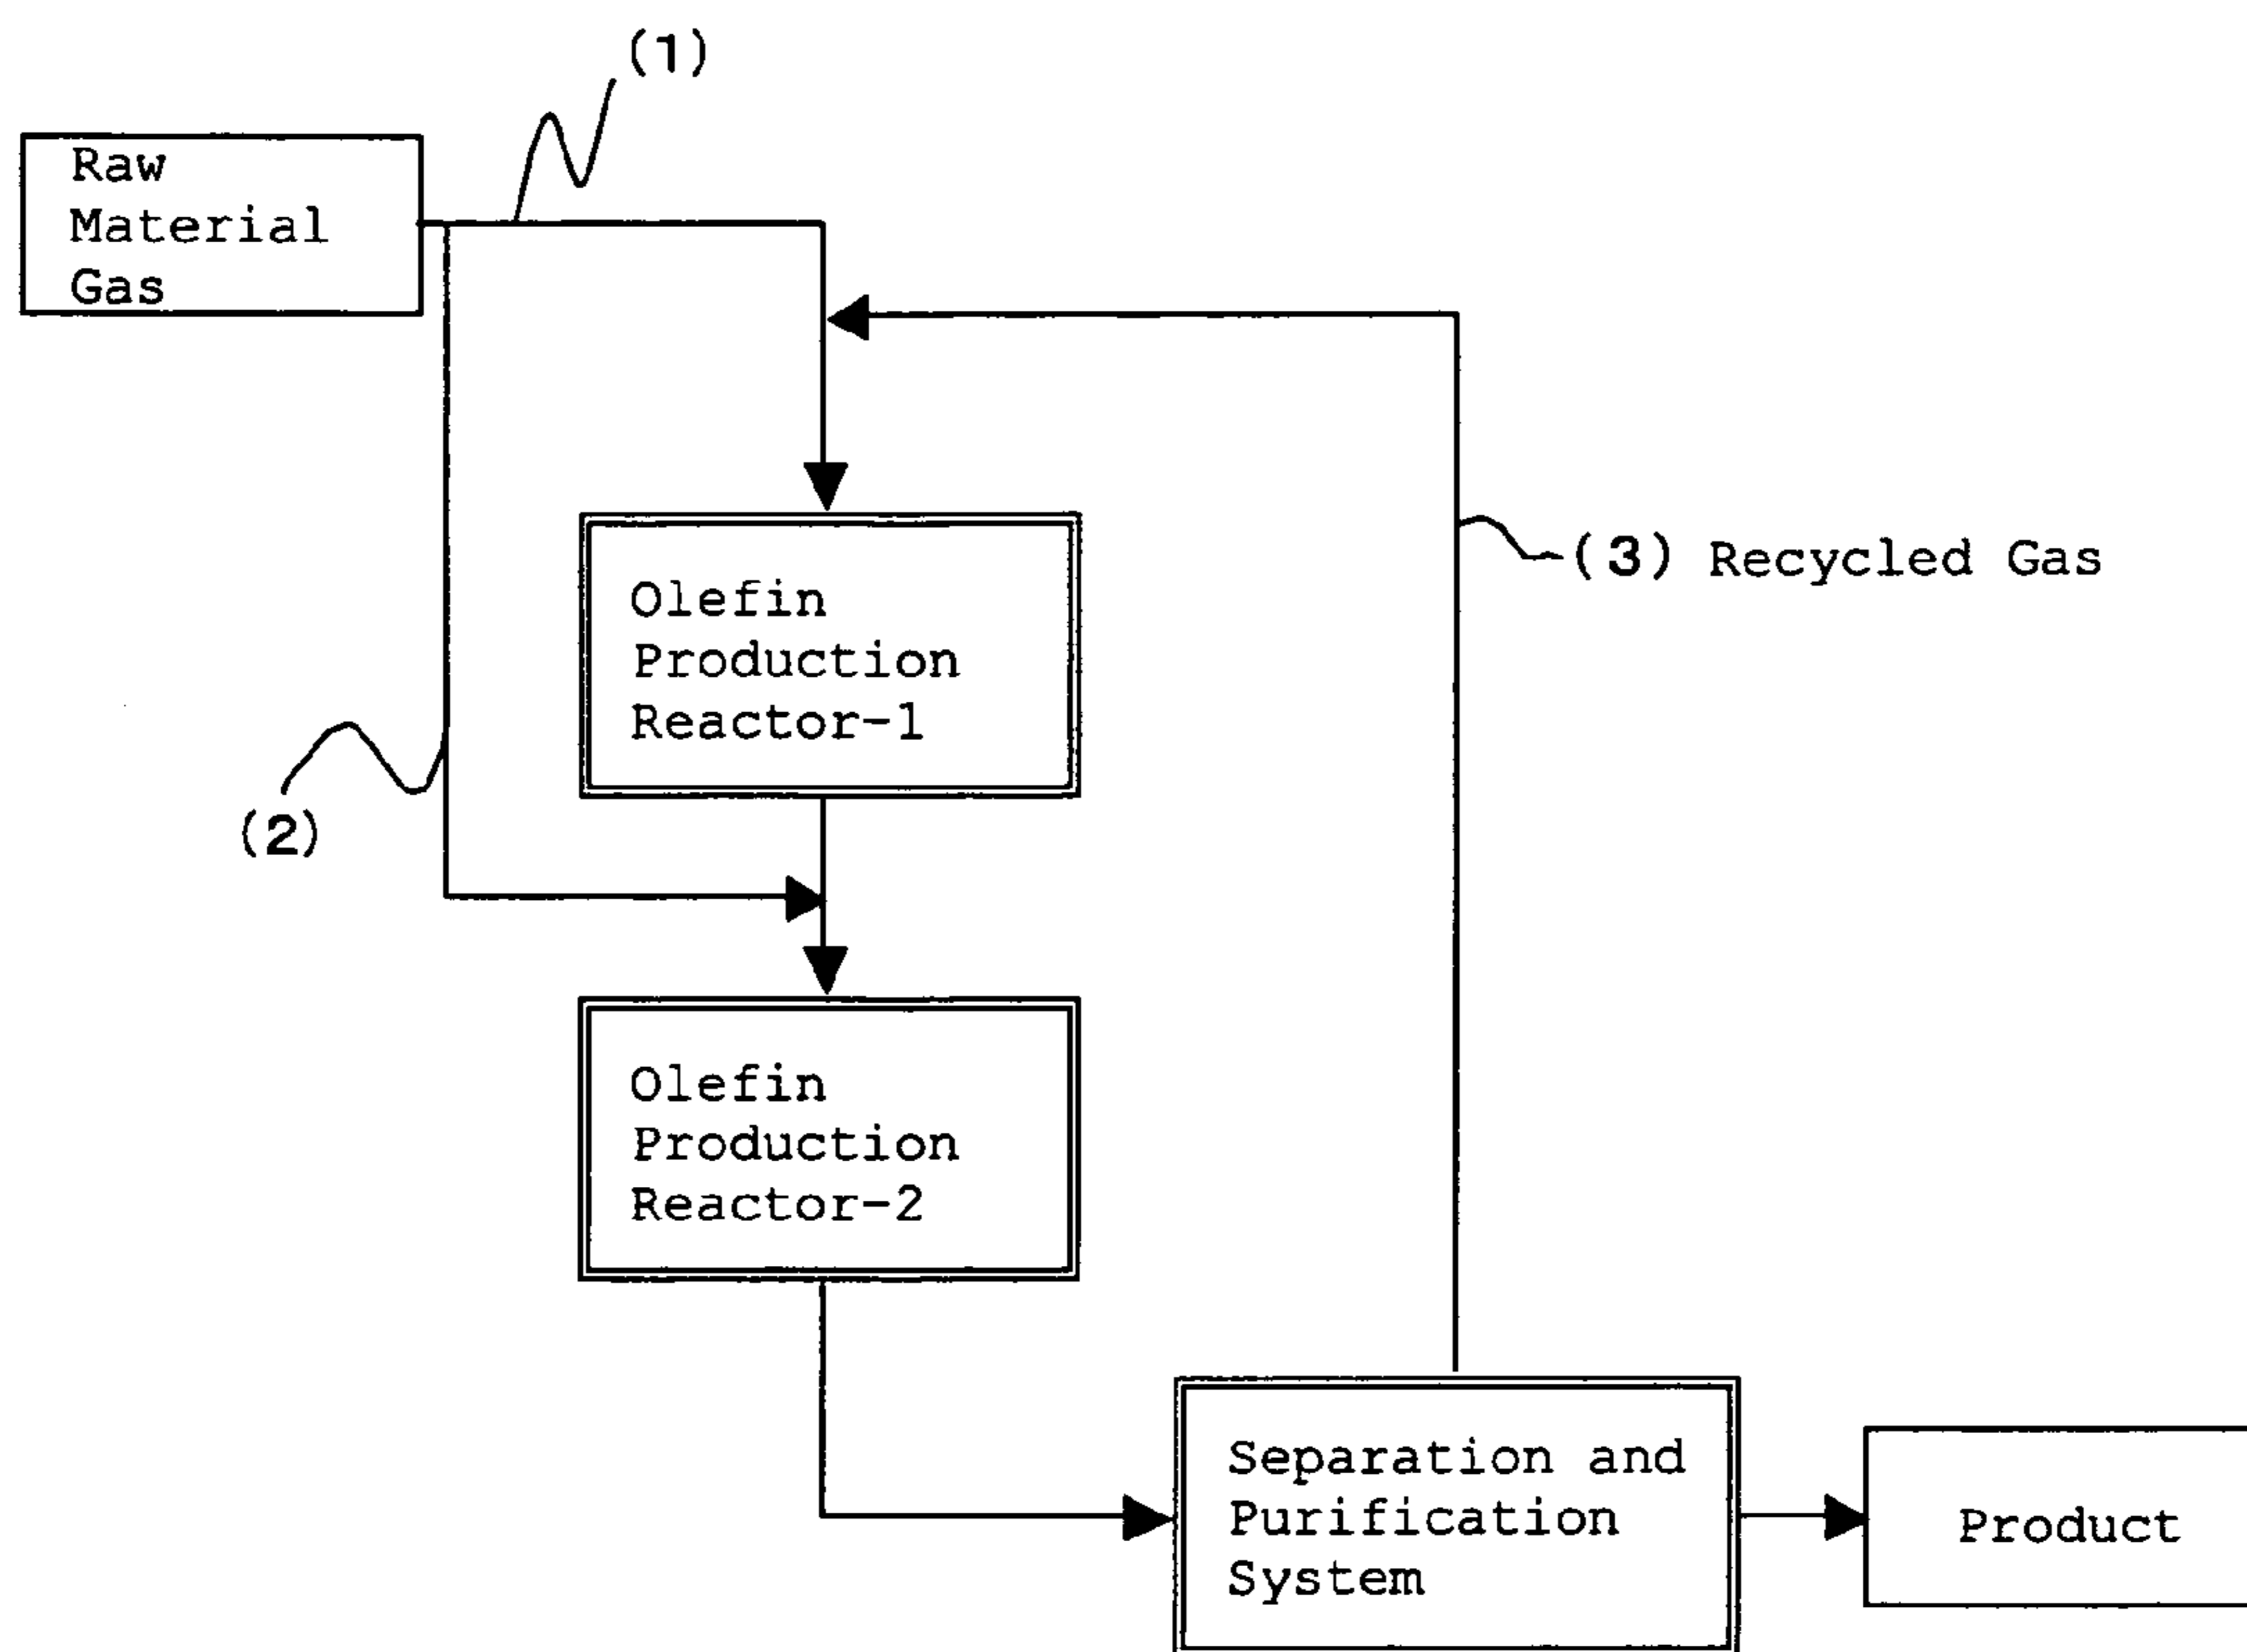 (1)
Raw
Material
Gas
(3) Recycled Gas
Olefin
Production
Reactor-1
(2)
Olefin
Production
Reactor-2
Separation and
Purification
System
Product